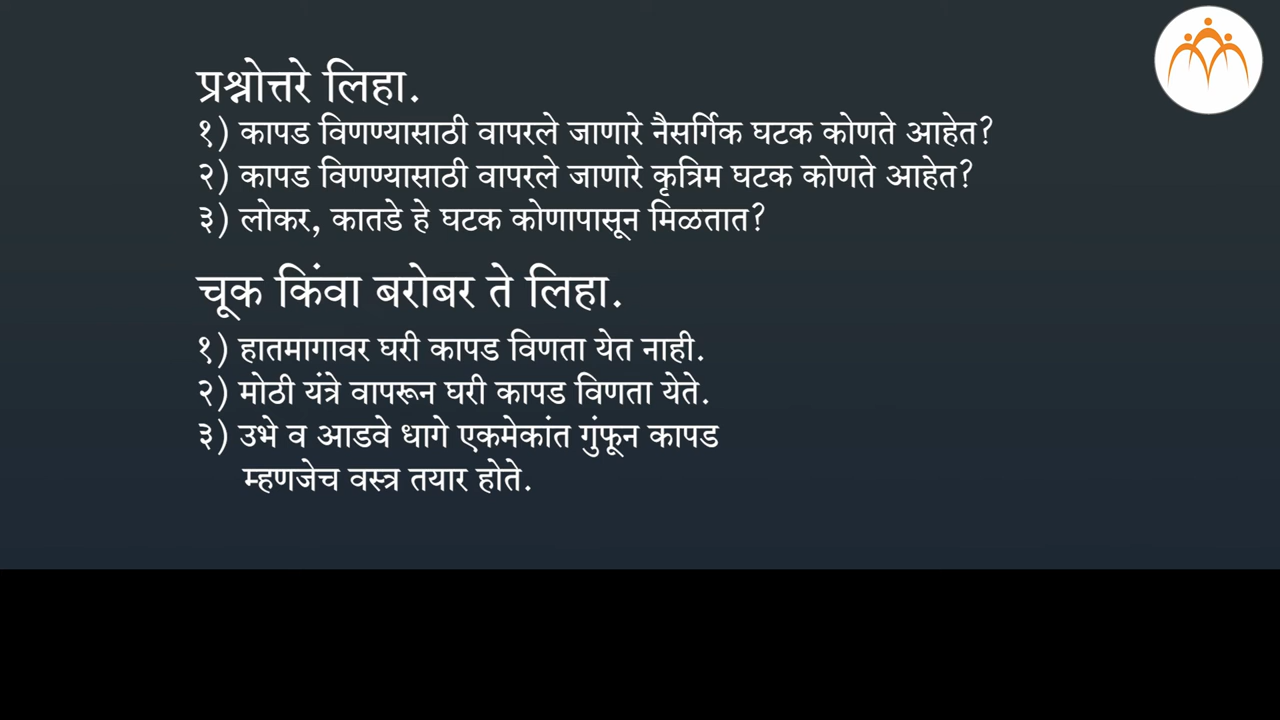 प्रश्नोत्तरे लिहा.
१) कापड विणण्यासाठी वापरले जाणारे नैसर्गिक घटक कोणते आहेत?
२) कापड विणण्यासाठी वापरले जाणारे कृत्रिम घटक कोणते आहेत?
३) लोकर, कातडे हे घटक कोणापासून मिळतात?
चूक किंवा बरोबर ते लिहा.
१) हातमागावर घरी कापड विणता येत नाही.
२) मोठी यंत्रे वापरून घरी कापड विणता येते.
३) उभे व आडवे धागे एकमेकांत गुंफून कापड
म्हणजेच वस्त्र तयार होते.